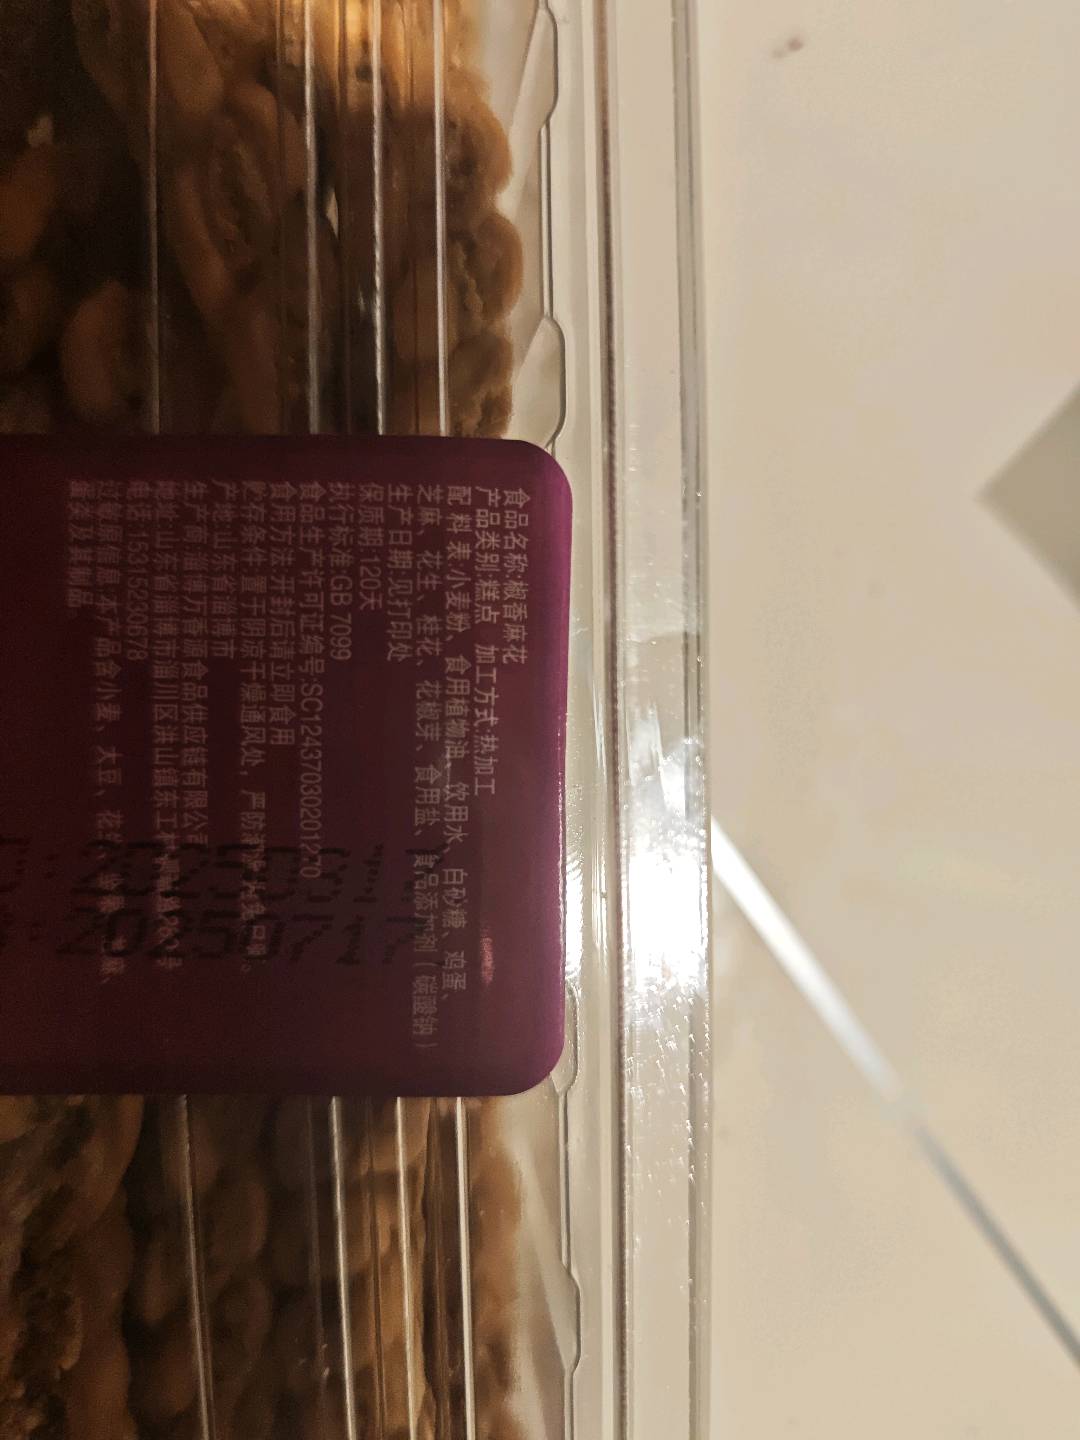 食品名称:椒香麻花
产品类别:糕点 加工方式:热加工
配 料 表:小麦粉、食用植物油、饮用水、白砂糖、鸡蛋、
芝麻、花生、桂花、花椒芽、食用盐、食品添加剂(碳酸钠)
生产日期:见打印处
保质期:120天
执行标准:GB 7099
食品生产许可证编号:SC12437030201270
食用方法:开封后请立即食用
贮存条件:置于阴凉干燥通风处,严防
产地:山东省淄博市
生产商:淄博万香源食品供应链有限公司
地址:山东省淄博市淄川区洪山镇东工村
电话:15315230678
过敏原信息:本产品含小麦、大豆、花生、
蛋类及其制品
20250717